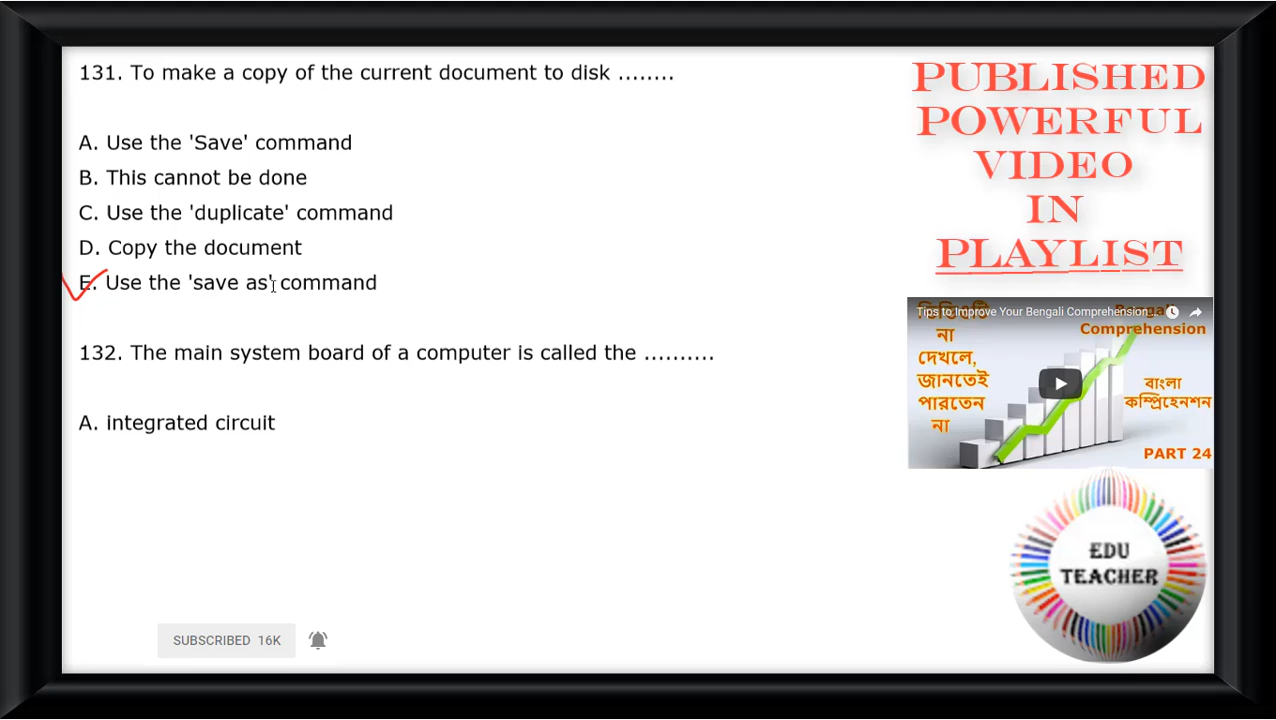 131. To make a copy of the current document to disk ........
A. Use the 'Save' command
B. This cannot be done
C. Use the 'duplicate' command
D. Copy the document
E. Use the 'save as' command
132. The main system board of a computer is called the ..........
A. integrated circuit
SUBSCRIBED 16K
PUBLISHED
POWERFUL
VIDEO
IN
PLAYLIST
Tips to Improve Your Bengali Comprehension...
Comprehension
না
দেখলে,
জানতেই
পারতেন
না
বাংলা
কম্প্রিহেনশন
PART 24
EDU
TEACHER